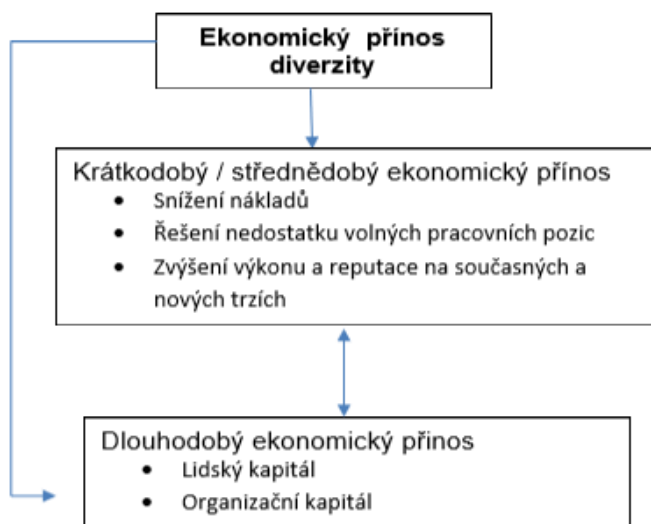 Ekonomický přínos
diverzity
Krátkodobý / střednědobý ekonomický přínos
• Snížení nákladů
• Řešení nedostatku volných pracovních pozic
• Zvýšení výkonu a reputace na současných a
nových trzích
Dlouhodobý ekonomický přinos
• Lidský kapitál
• Organizační kapitál